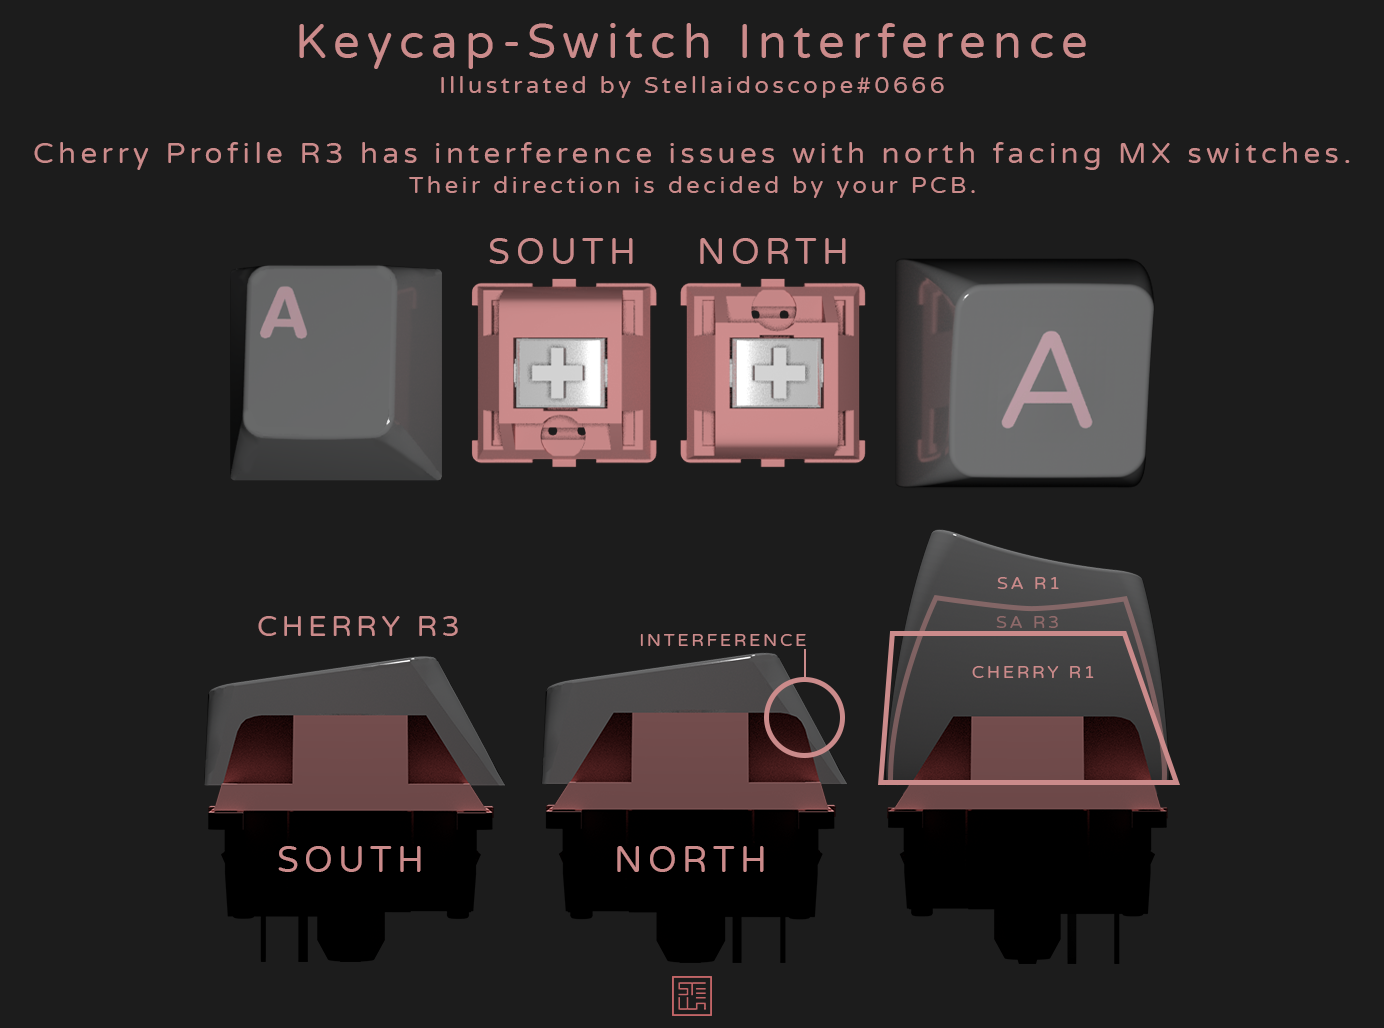 Keycap-Switch Interference
Illustrated by Stellaidoscope#0666
Cherry Profile R3 has interference issues with north facing MX switches.
Their direction is decided by your PCB.
SOUTH NORTH
A
A
SA R1
SA R3
CHERRY R3
INTERFERENCE
CHERRY R1
SOUTH
NORTH
STELLA